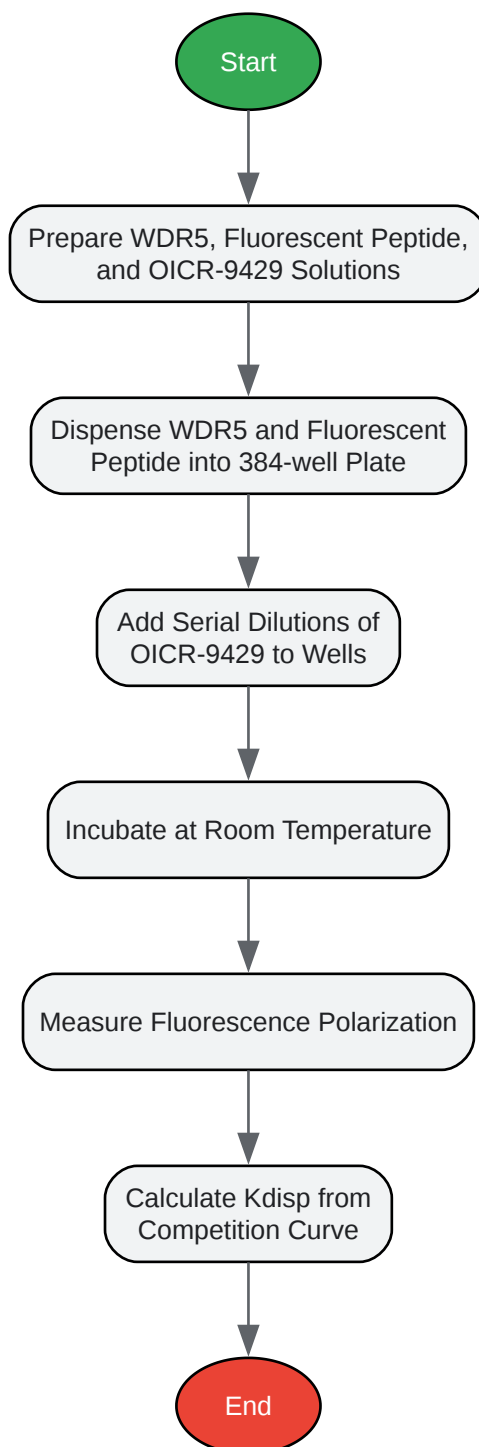 Start
Prepare WDR5, Fluorescent Peptide,
and OICR-9429 Solutions
Dispense WDR5 and Fluorescent
Peptide into 384-well Plate
Add Serial Dilutions of
OICR-9429 to Wells
Incubate at Room Temperature
Measure Fluorescence Polarization
Calculate Kdisp from
Competition Curve
End